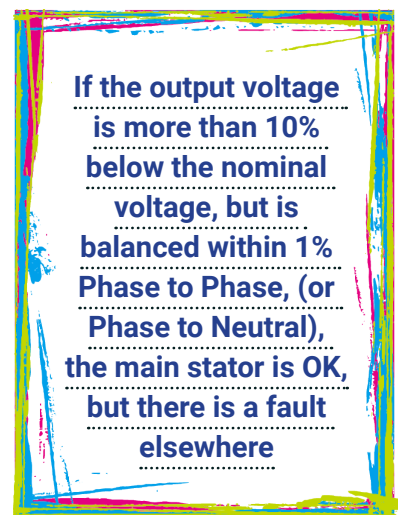 If the output voltage
is more than 10%
below the nominal
voltage, but is
balanced within 1%
Phase to Phase, (or
Phase to Neutral),
the main stator is OK,
but there is a fault
elsewhere